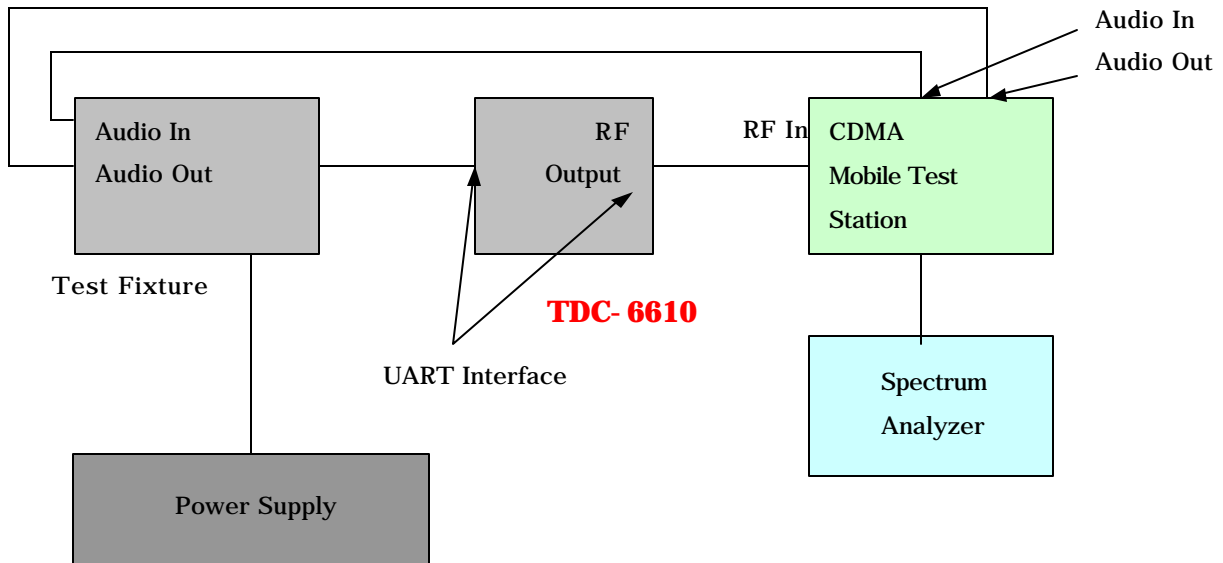 Audio In
Audio Out
Audio In
Audio Out
RF
Output
RF In
CDMA
Mobile Test
Station
Test Fixture
TDC- 6610
UART Interface
Spectrum
Analyzer
Power Supply